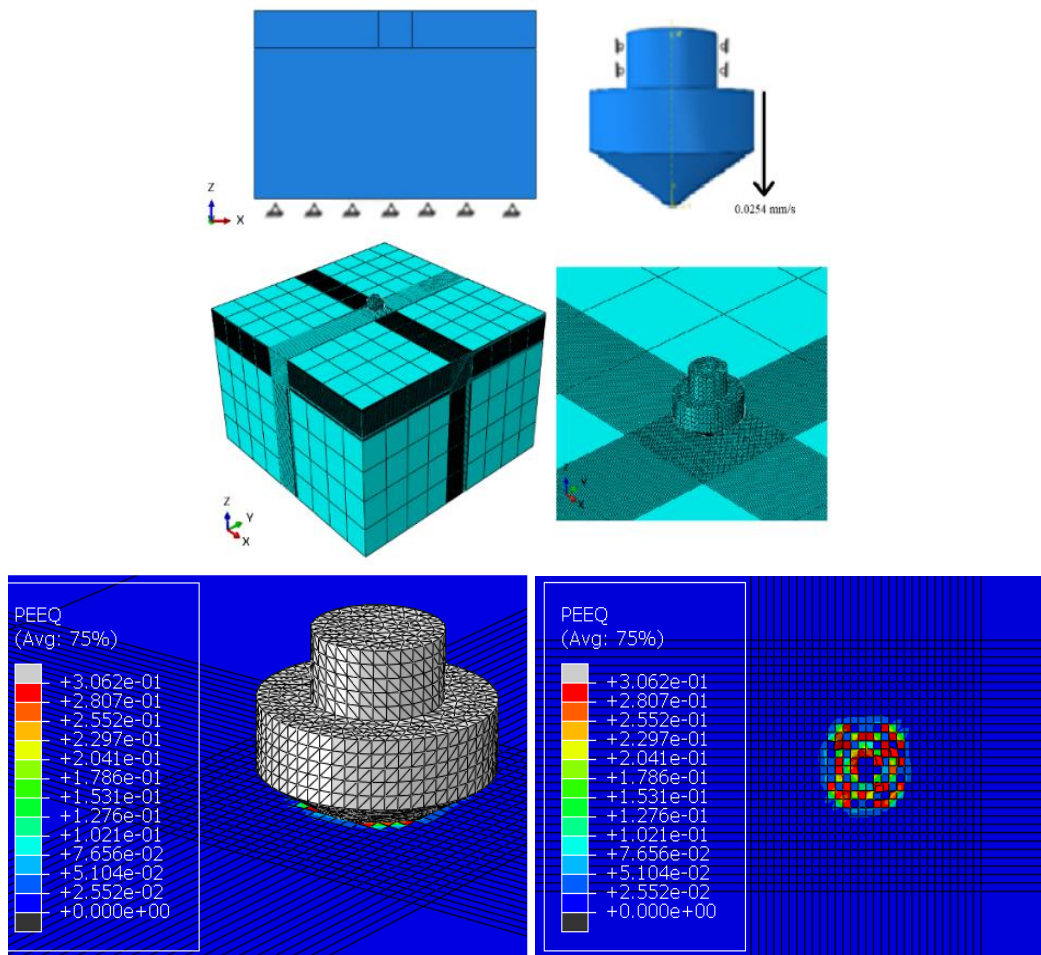 Z
X
0.0254 mm/s
Z
Y
X
Z
Y
X
PEEQ
(Avg: 75%)
+3.062e-01
+2.807e-01
+2.552e-01
+2.297e-01
+2.041e-01
+1.786e-01
+1.531e-01
+1.276e-01
+1.021e-01
+7.656e-02
+5.104e-02
+2.552e-02
+0.000e+00
PEEQ
(Avg: 75%)
+3.062e-01
+2.807e-01
+2.552e-01
+2.297e-01
+2.041e-01
+1.786e-01
+1.531e-01
+1.276e-01
+1.021e-01
+7.656e-02
+5.104e-02
+2.552e-02
+0.000e+00